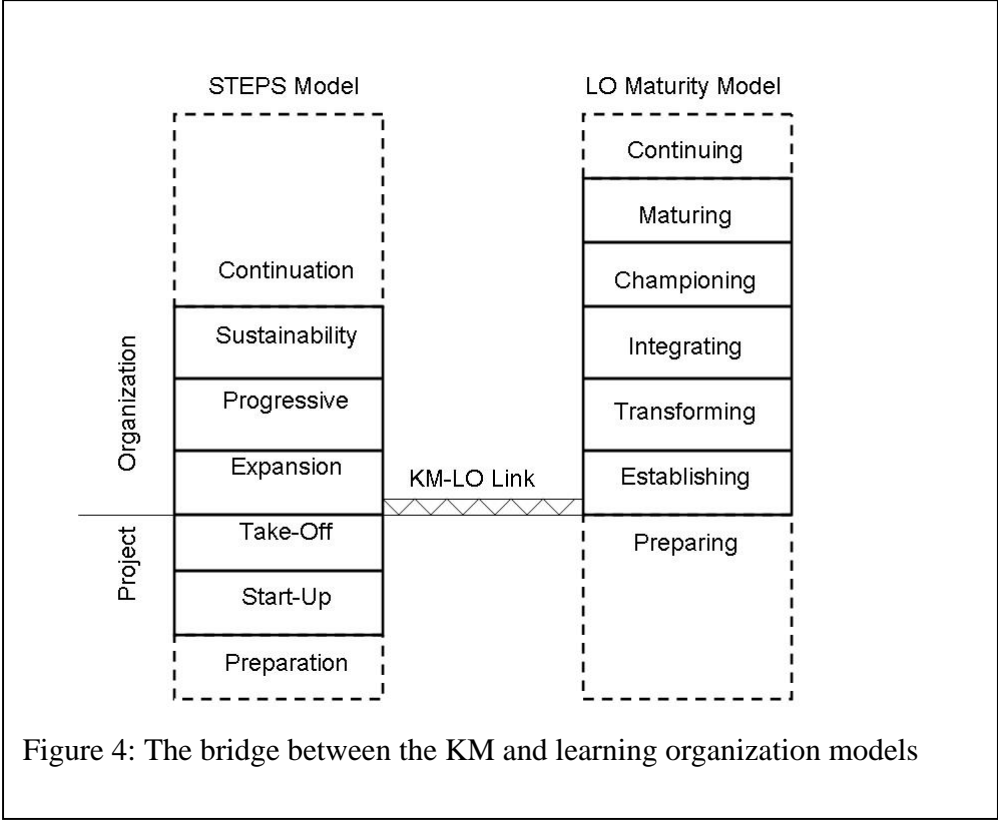 STEPS Model
LO Maturity Model
Continuing
Maturing
Championing
Continuation
Sustainability
Integrating
Organization
Progressive
Transforming
Expansion
KM-LO Link
Establishing
Project
Take-Off
Preparing
Start-Up
Preparation
Figure 4: The bridge between the KM and learning organization models